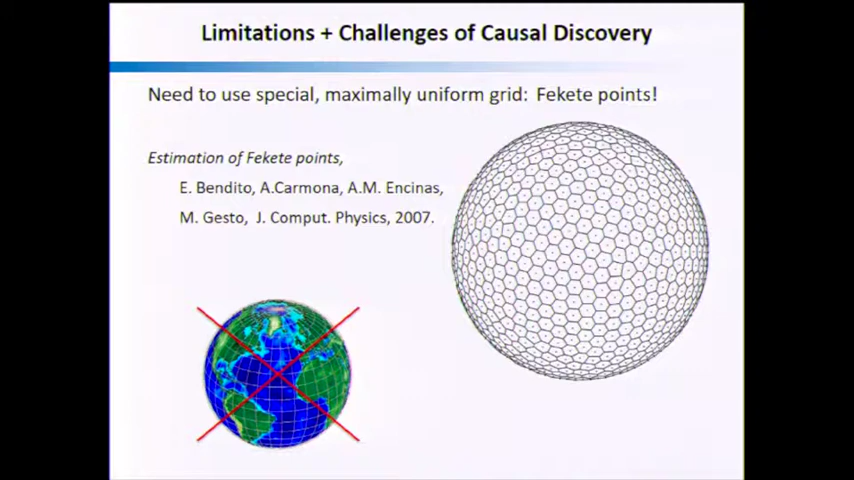 Limitations + Challenges of Causal Discovery
Need to use special, maximally uniform grid: Fekete points!
Estimation of Fekete points,
E. Bendito, A.Carmona, A.M. Encinas,
M. Gesto, J. Comput. Physics, 2007.